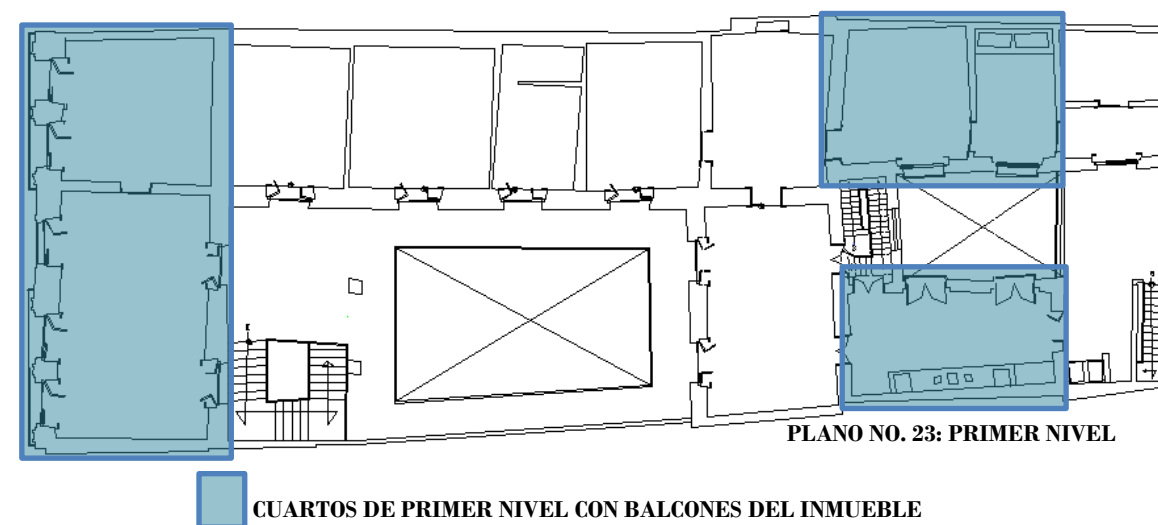 PLANO NO. 23: PRIMER NIVEL
CUARTOS DE PRIMER NIVEL CON BALCONES DEL INMUEBLE